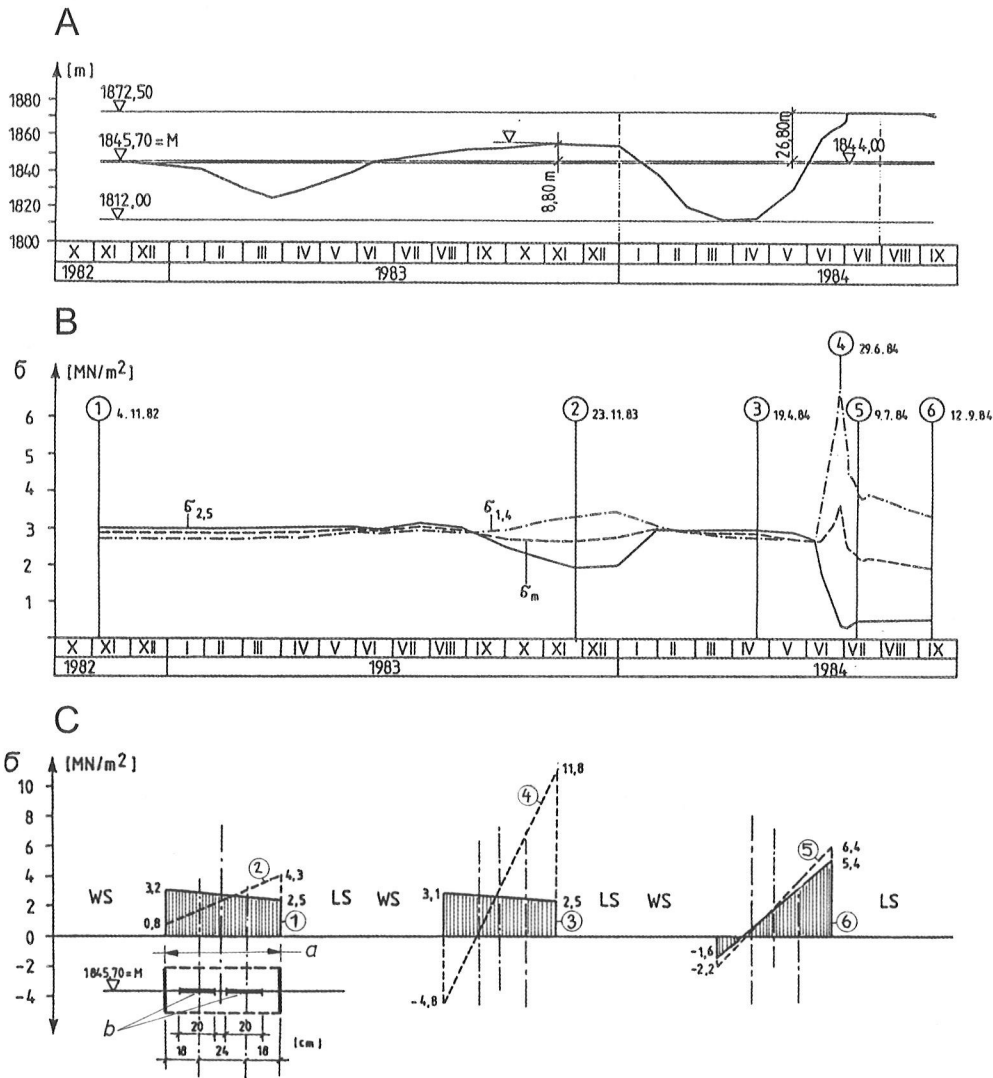 A
[m]
1880
1872,50
1860
1845,70 = M
26,80m
1840
1844,00
8,80 m
1820
1812,00
1800
X XI XII I II III IV V VI VII VIII IX X XI XII I II III IV V VI VII VIII IX
1982 1983 1984
B
б [MN/m²]
4 29.6.84
1 4.11.82 2 23.11.83 3 19.4.84 5 9.7.84 6 12.9.84
6
5
4
3
2
1
б2,5 б1,4
бm
X XI XII I II III IV V VI VII VIII IX X XI XII I II III IV V VI VII VIII IX
1982 1983 1984
C
б [MN/m²]
10
8
6
4
2
0
-2
-4
WS 3,2 0,8 2 4,3 2,5 1 LS
WS 3,1 -4,8 4 11,8 2,5 3 LS
WS -1,6 -2,2 5 6,4 5,4 6 LS
a
1845,70 = M
b
20 20
18 24 18 [cm]